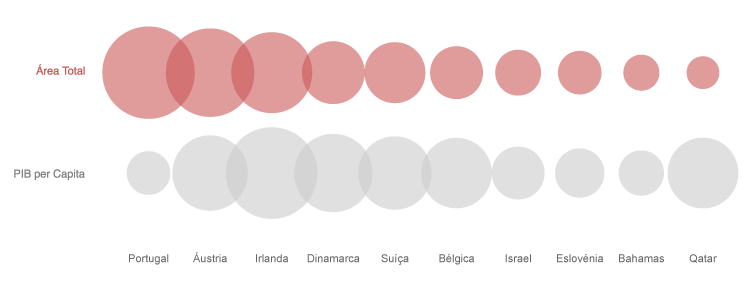 Área Total
PIB per Capita
Portugal Áustria Irlanda Dinamarca Suíça Bélgica Israel Eslovénia Bahamas Qatar